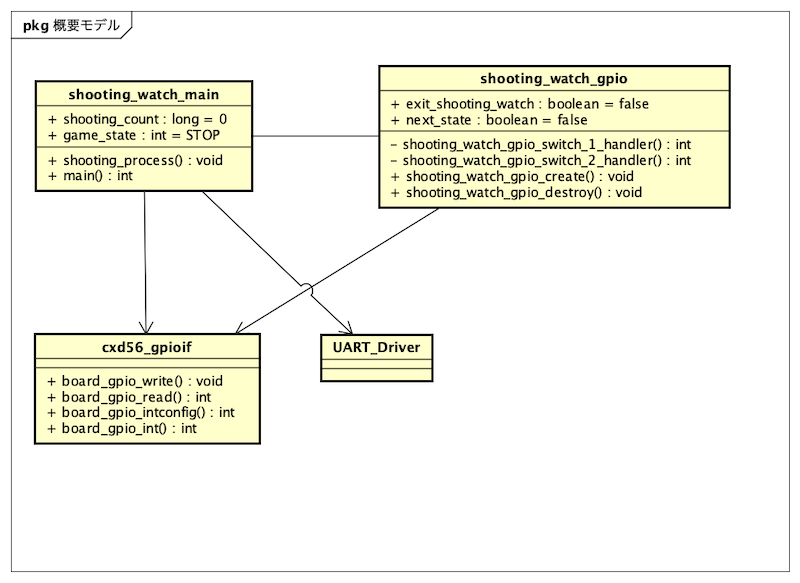 pkg 概要モデル
shooting_watch_main
+ shooting_count : long = 0
+ game_state : int = STOP
+ shooting_process() : void
+ main() : int
shooting_watch_gpio
+ exit_shooting_watch : boolean = false
+ next_state : boolean = false
− shooting_watch_gpio_switch_1_handler() : int
− shooting_watch_gpio_switch_2_handler() : int
+ shooting_watch_gpio_create() : void
+ shooting_watch_gpio_destroy() : void
cxd56_gpioif
+ board_gpio_write() : void
+ board_gpio_read() : int
+ board_gpio_intconfig() : int
+ board_gpio_int() : int
UART_Driver